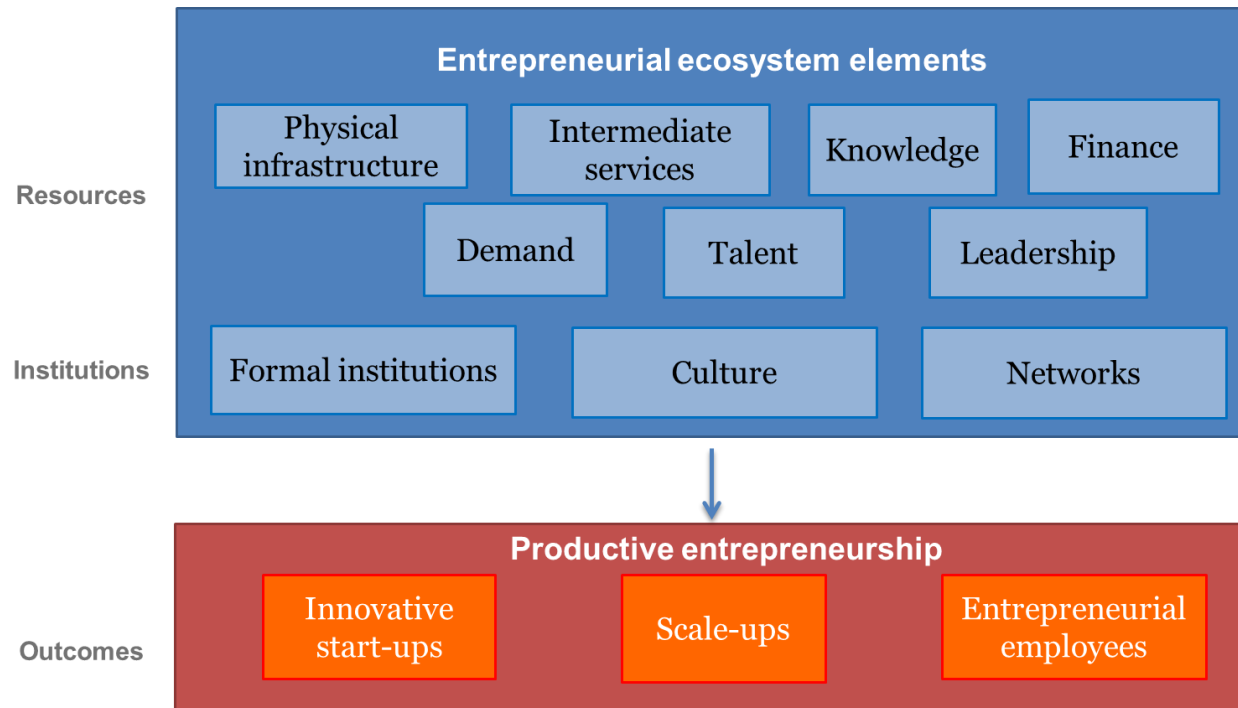 Entrepreneurial ecosystem elements
Physical
infrastructure
Intermediate
services
Knowledge
Finance
Resources
Demand
Talent
Leadership
Institutions
Formal institutions
Culture
Networks
Productive entrepreneurship
Innovative
start-ups
Scale-ups
Entrepreneurial
employees
Outcomes